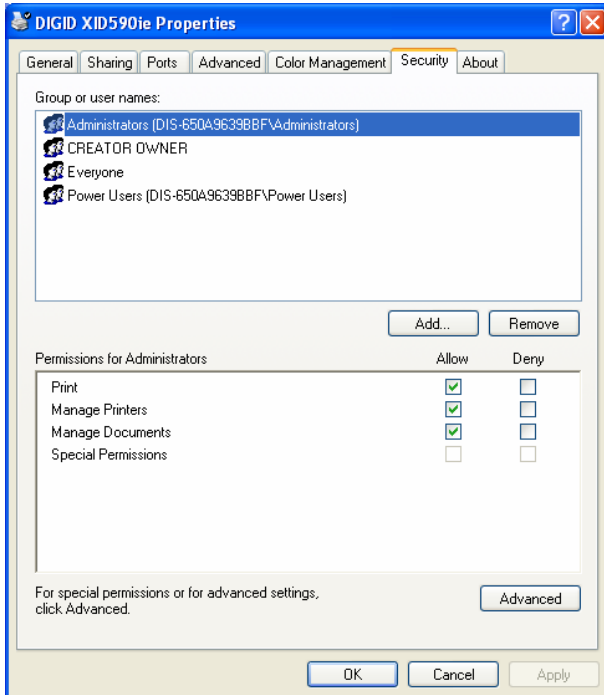 DIGID XID590ie Properties
General Sharing Ports Advanced Color Management Security About
Group or user names:
Administrators (DIS-650A9639BBF\Administrators)
CREATOR OWNER
Everyone
Power Users (DIS-650A9639BBF\Power Users)
Add... Remove
Permissions for Administrators Allow Deny
Print
Manage Printers
Manage Documents
Special Permissions
For special permissions or for advanced settings,
click Advanced.
Advanced
OK Cancel Apply